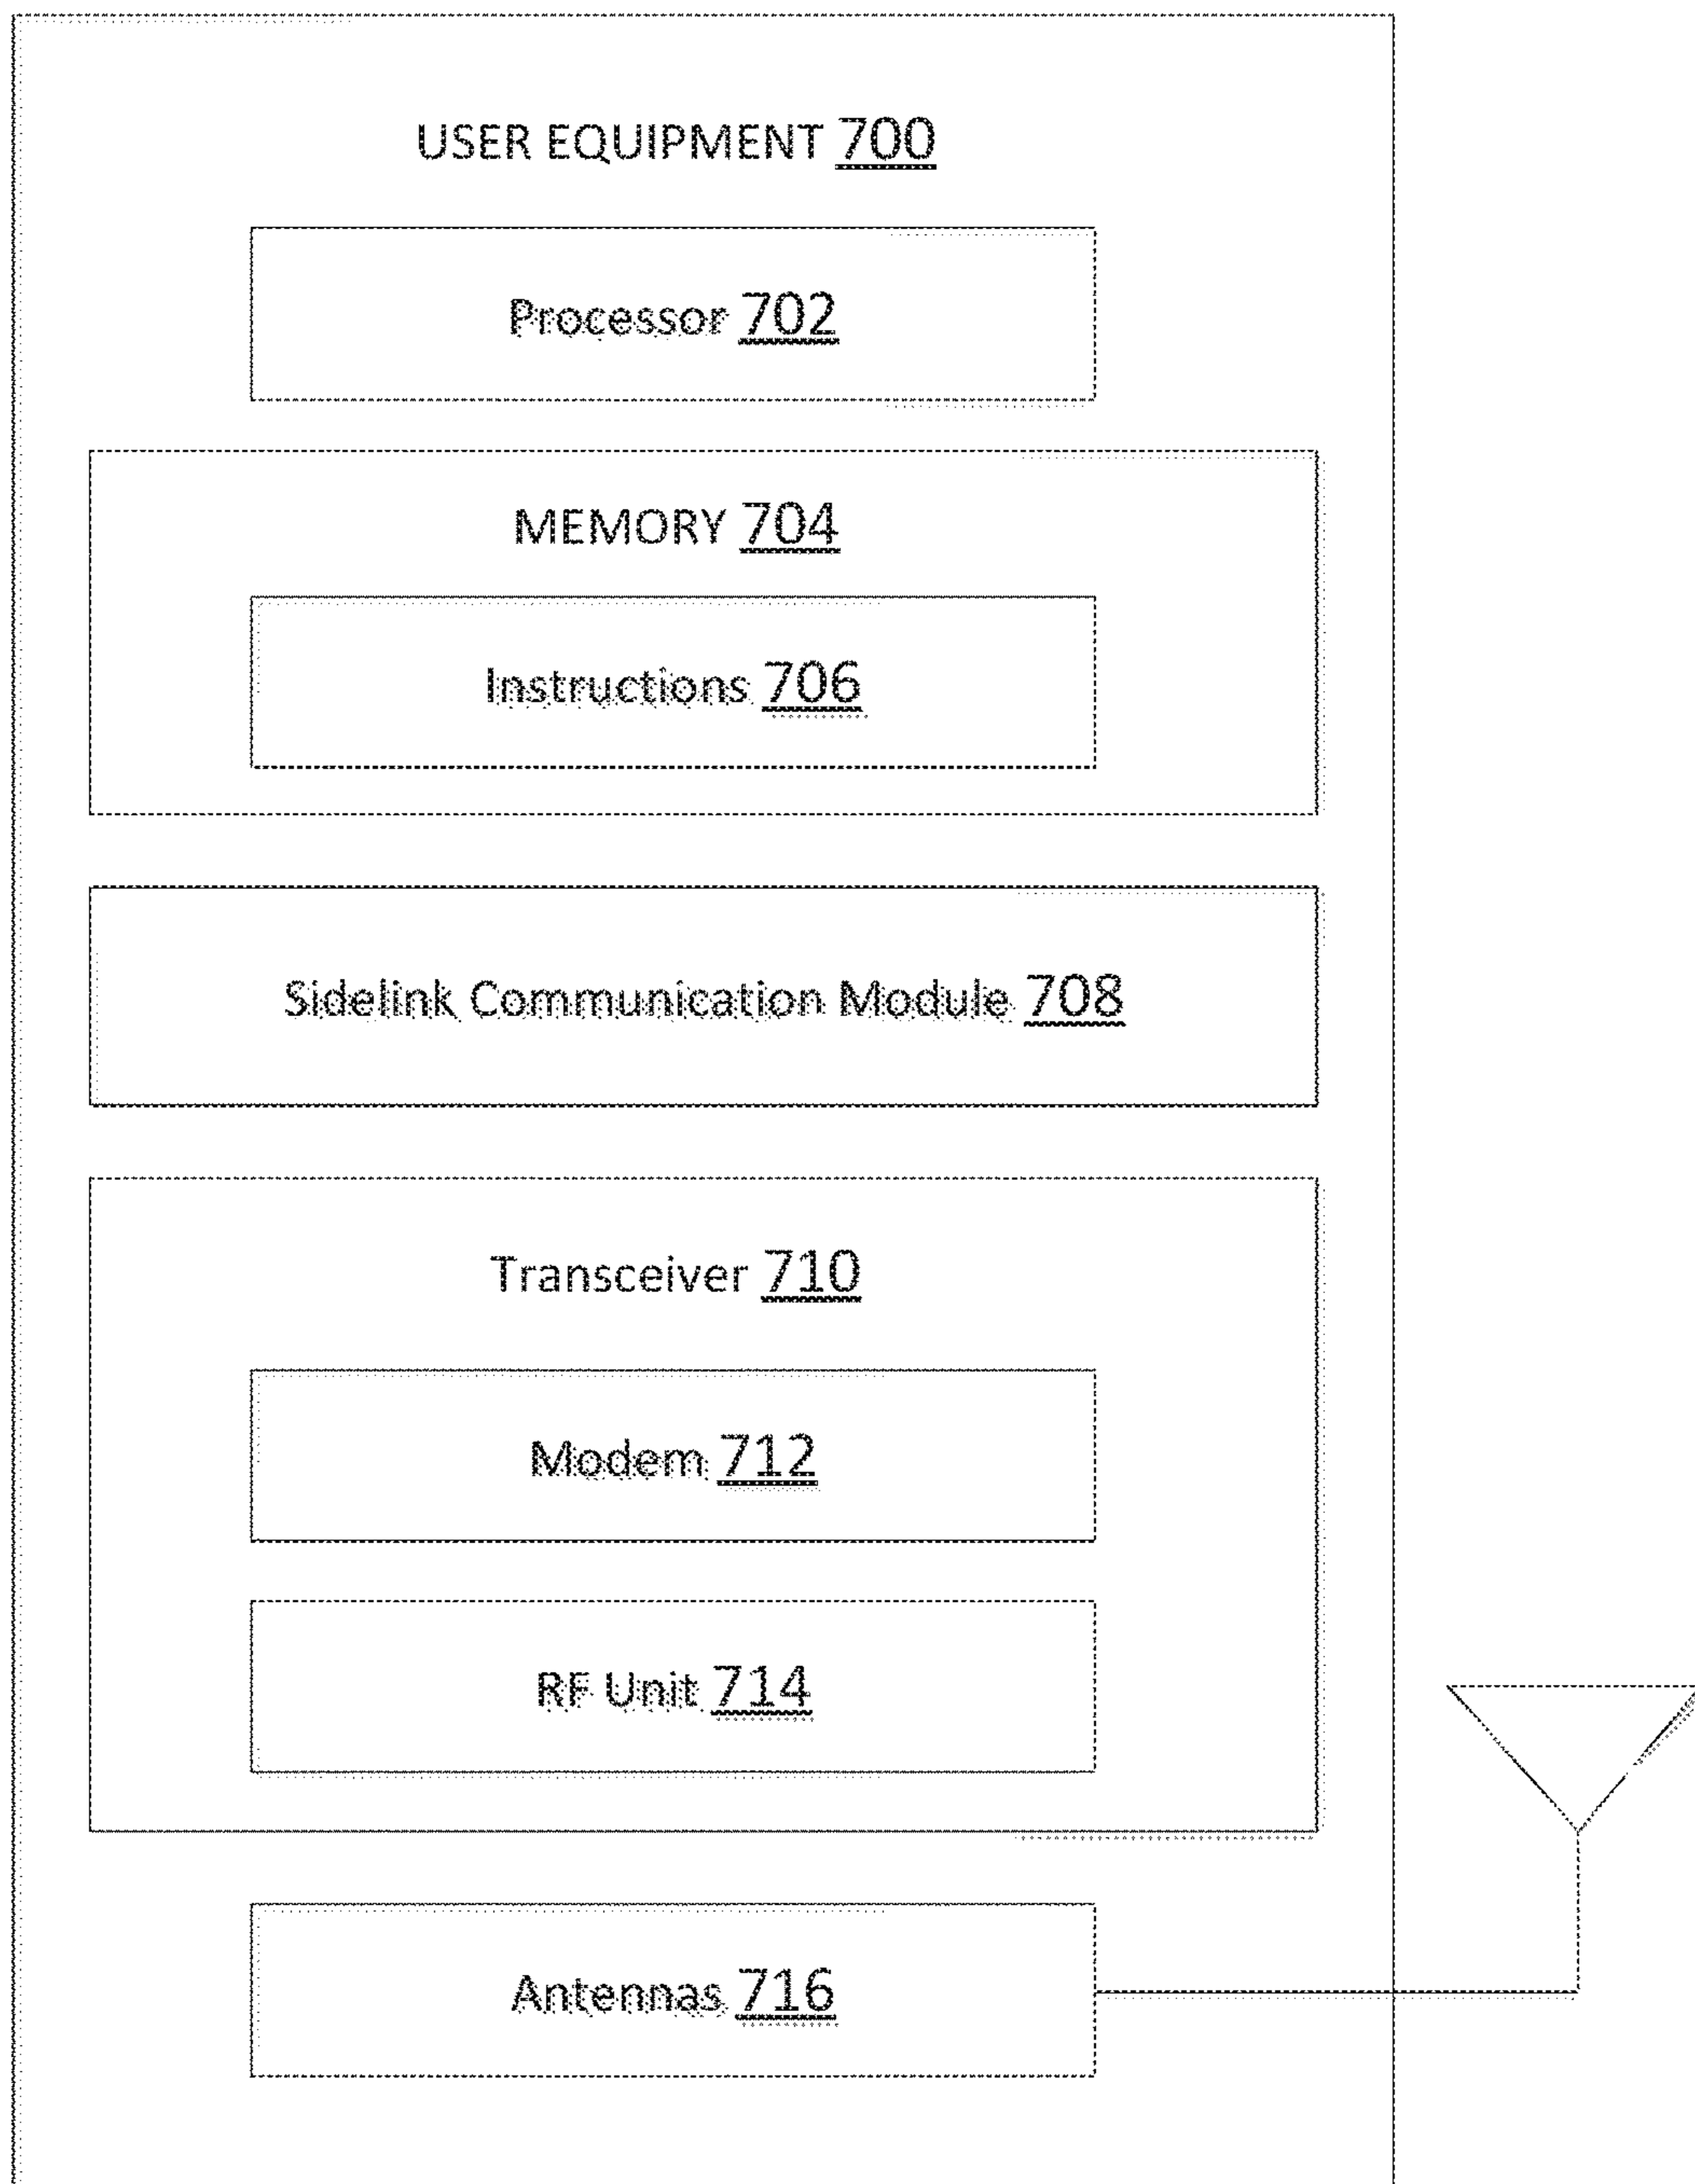 USER EQUIPMENT 700
Processor 702
MEMORY 704
Instructions 706
Sidelink Communication Module 708
Transceiver 710
Modem 712
RF Unit 714
Antennas 716